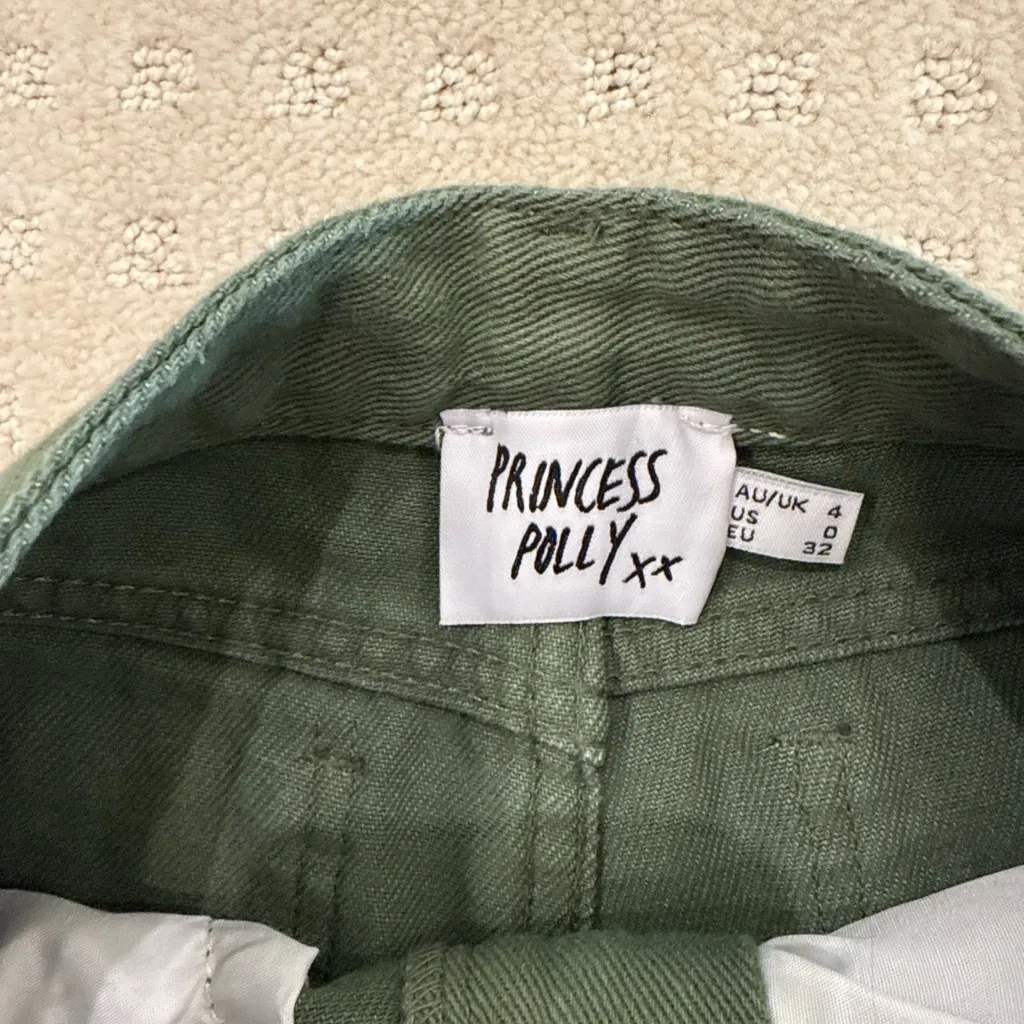 PRINCESS
POLLY xx
AU/UK 4
US 0
EU 32